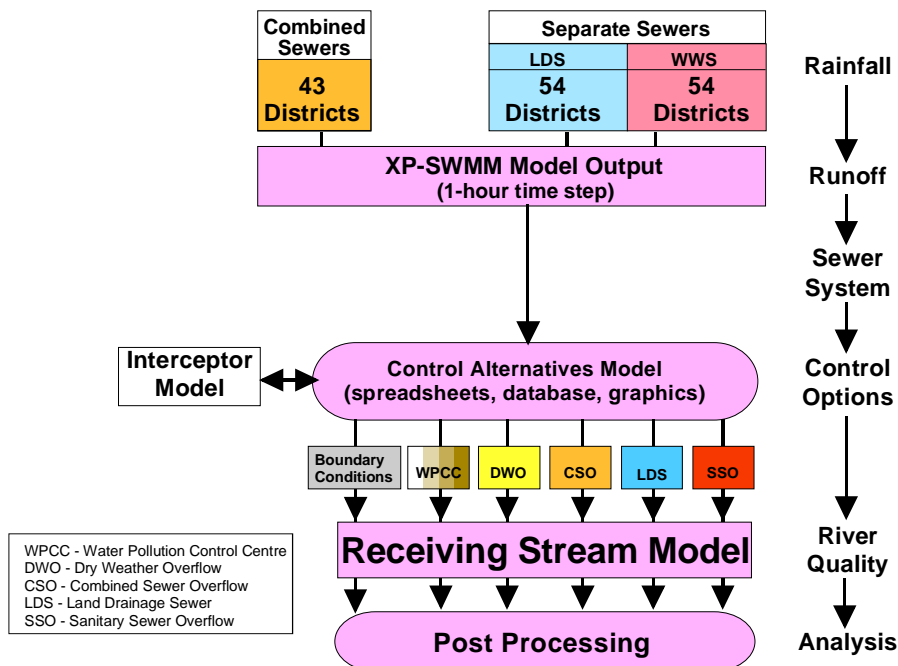 Combined
Sewers
43
Districts
Separate Sewers
LDS
WWS
54
Districts
54
Districts
Rainfall
XP-SWMM Model Output
(1-hour time step)
Runoff
Sewer
System
Interceptor
Model
Control Alternatives Model
(spreadsheets, database, graphics)
Control
Options
Boundary
Conditions
WPCC
DWO
CSO
LDS
SSO
Receiving Stream Model
River
Quality
WPCC - Water Pollution Control Centre
DWO - Dry Weather Overflow
CSO - Combined Sewer Overflow
LDS - Land Drainage Sewer
SSO - Sanitary Sewer Overflow
Post Processing
Analysis